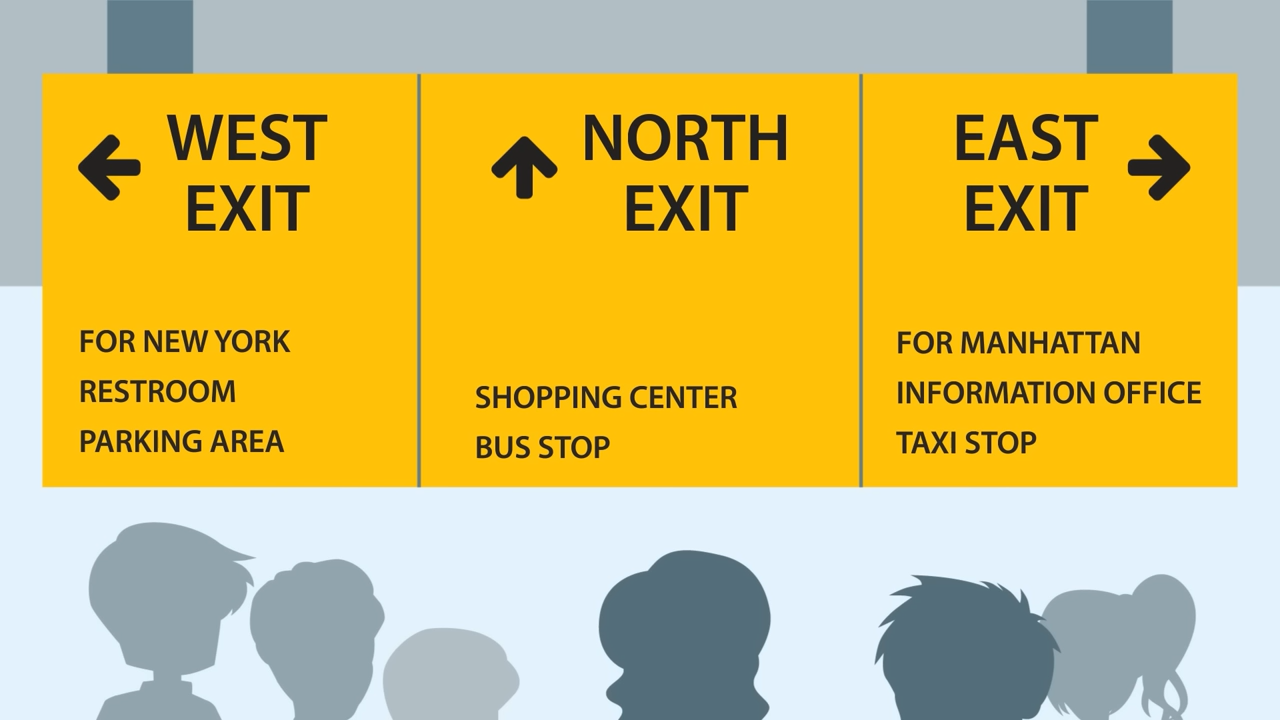 WEST
EXIT
FOR NEW YORK
RESTROOM
PARKING AREA
NORTH
EXIT
SHOPPING CENTER
BUS STOP
EAST
EXIT
FOR MANHATTAN
INFORMATION OFFICE
TAXI STOP